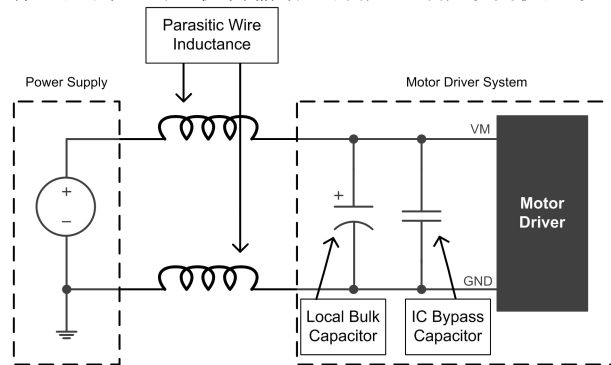 Parasitic Wire
Inductance
Power Supply
Motor Driver System
VM
+
+
–
Motor
Driver
GND
Local Bulk
Capacitor
IC Bypass
Capacitor